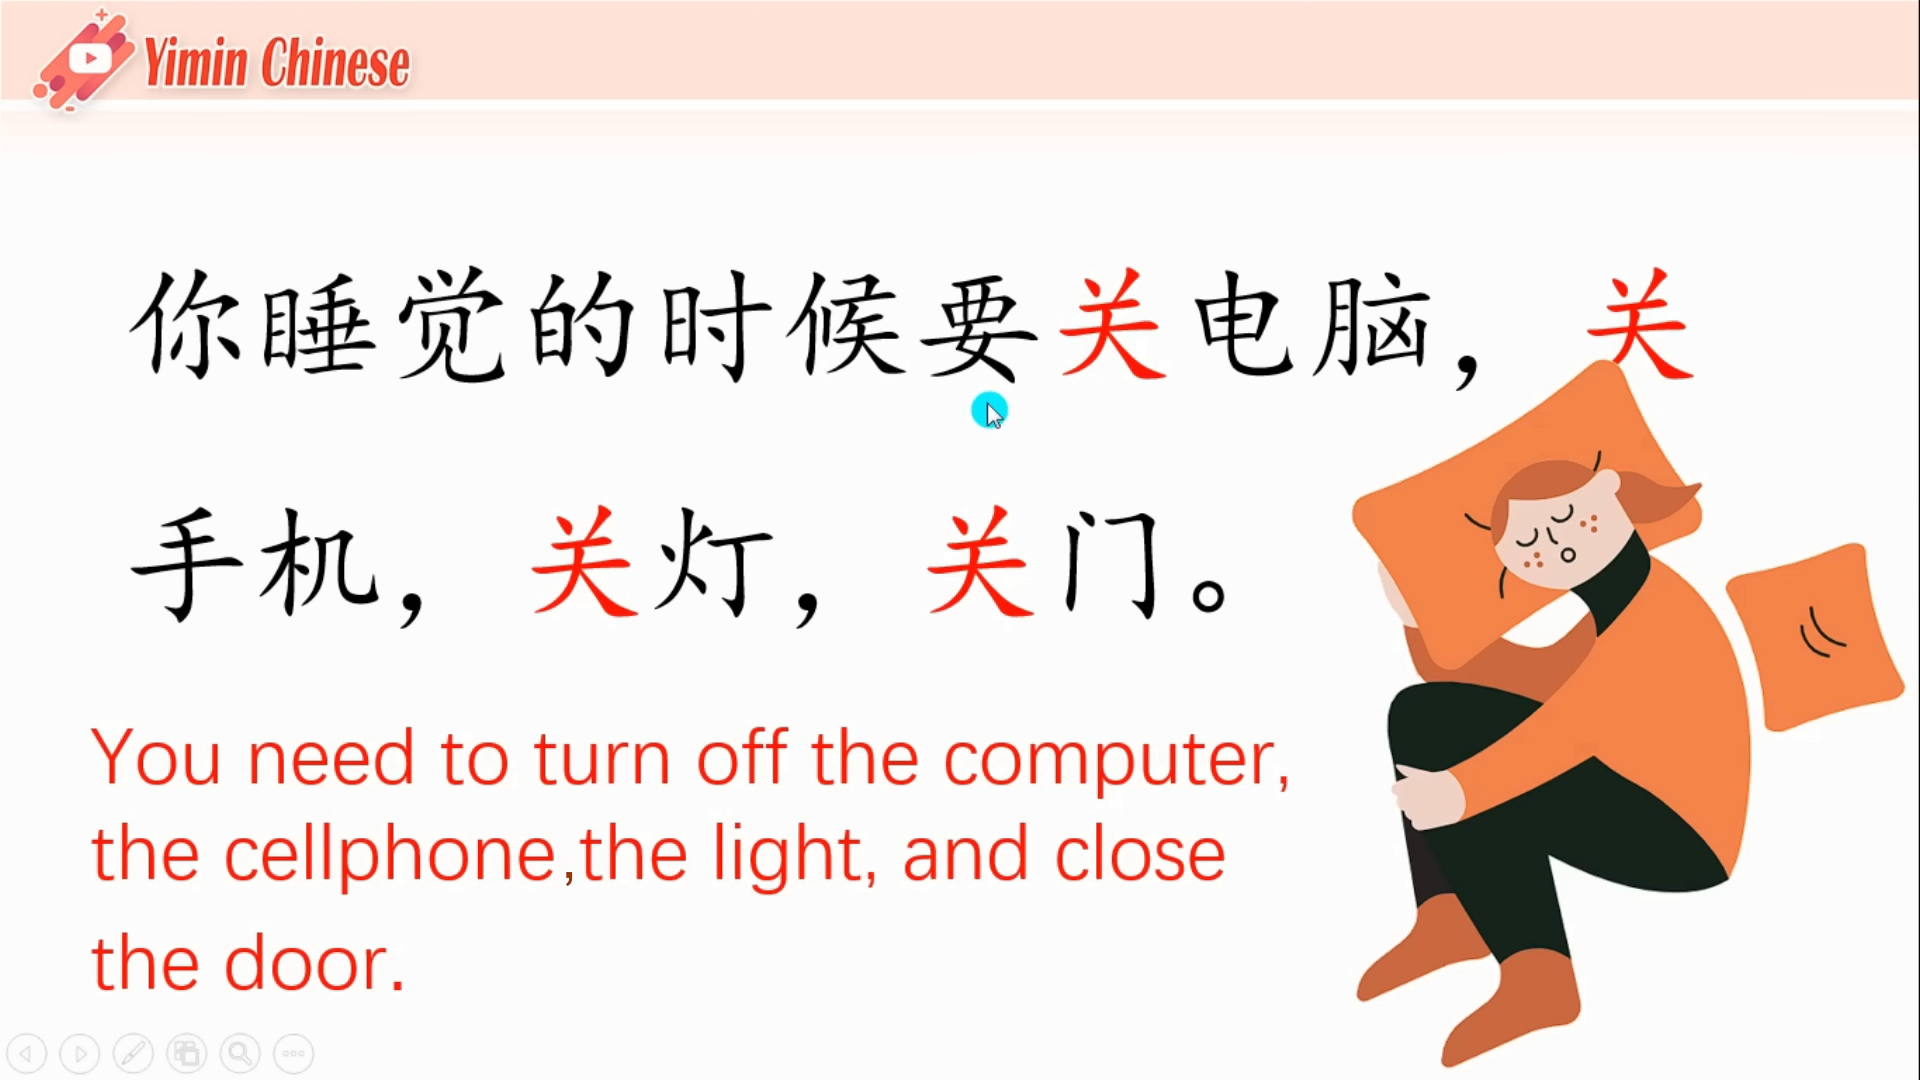 Yimin Chinese
你睡觉的时候要关电脑，关
手机，关灯，关门。
You need to turn off the computer,
the cellphone,the light, and close
the door.